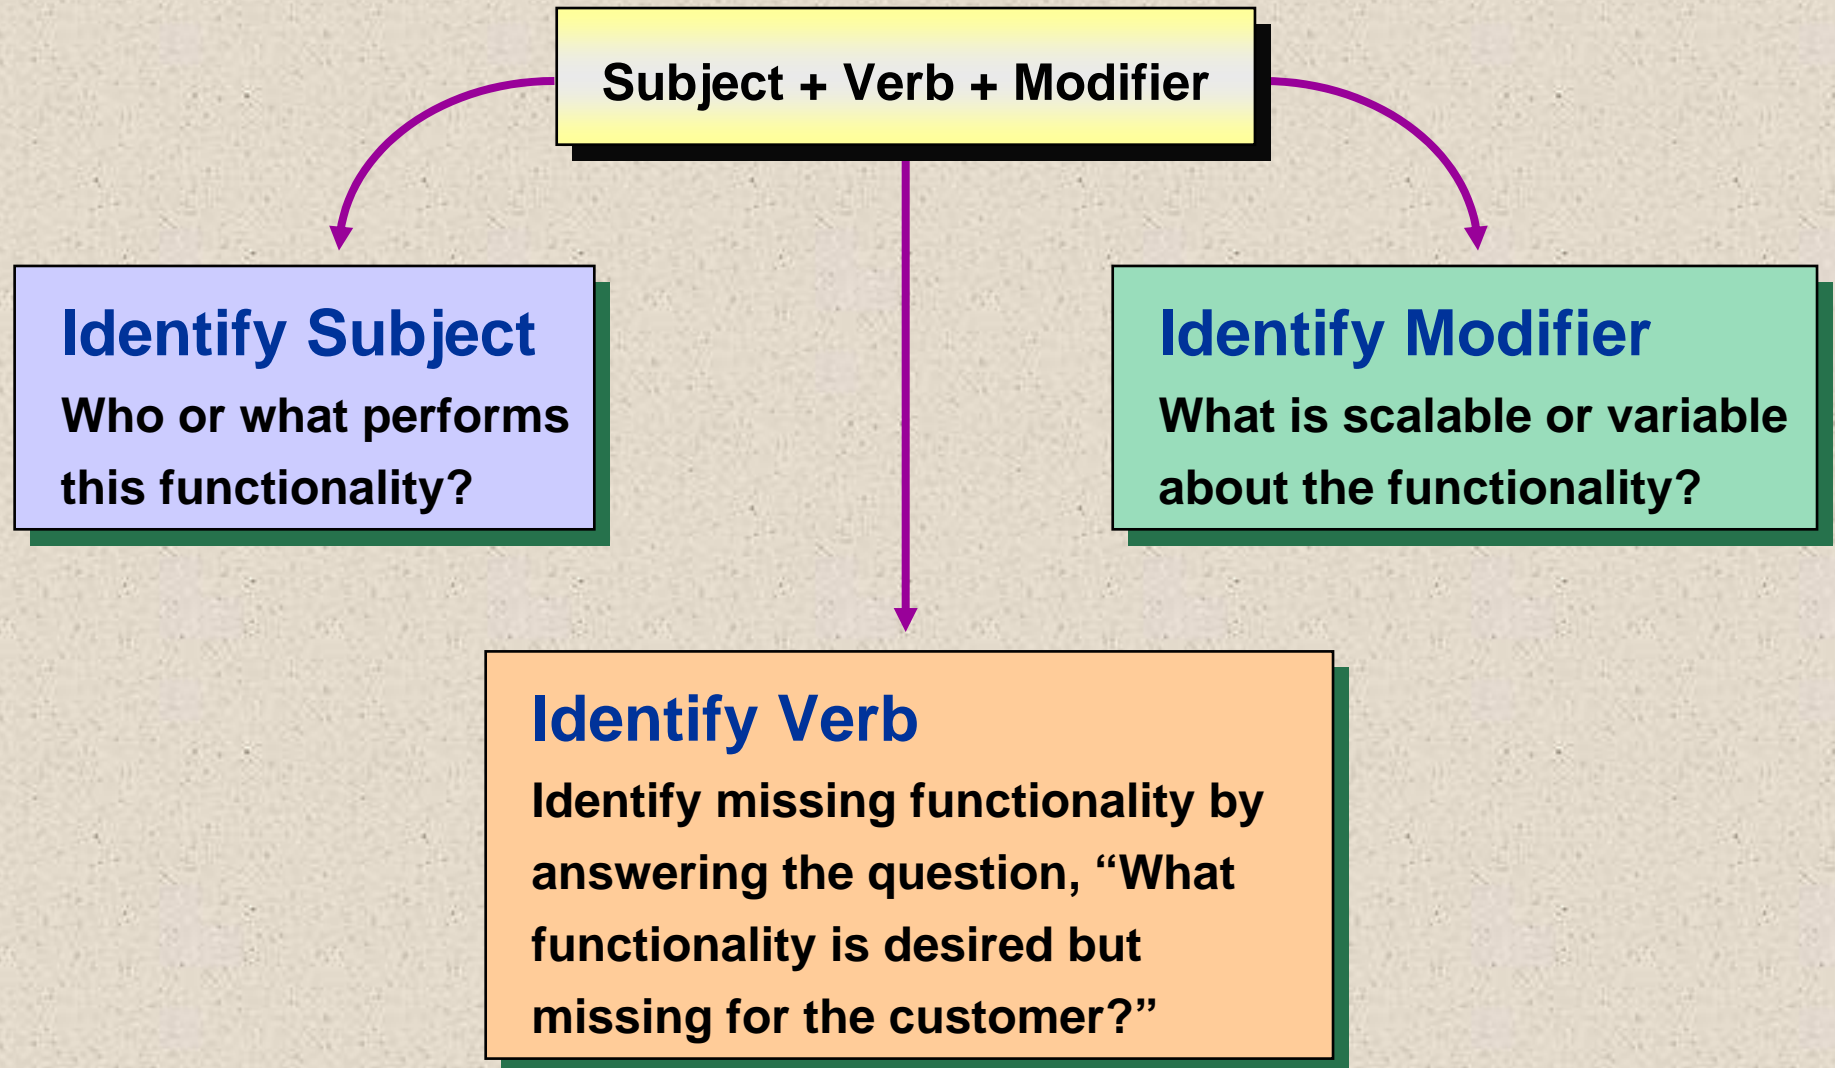 Subject + Verb + Modifier
Identify Subject
Who or what performs
this functionality?
Identify Modifier
What is scalable or variable
about the functionality?
Identify Verb
Identify missing functionality by
answering the question, “What
functionality is desired but
missing for the customer?”